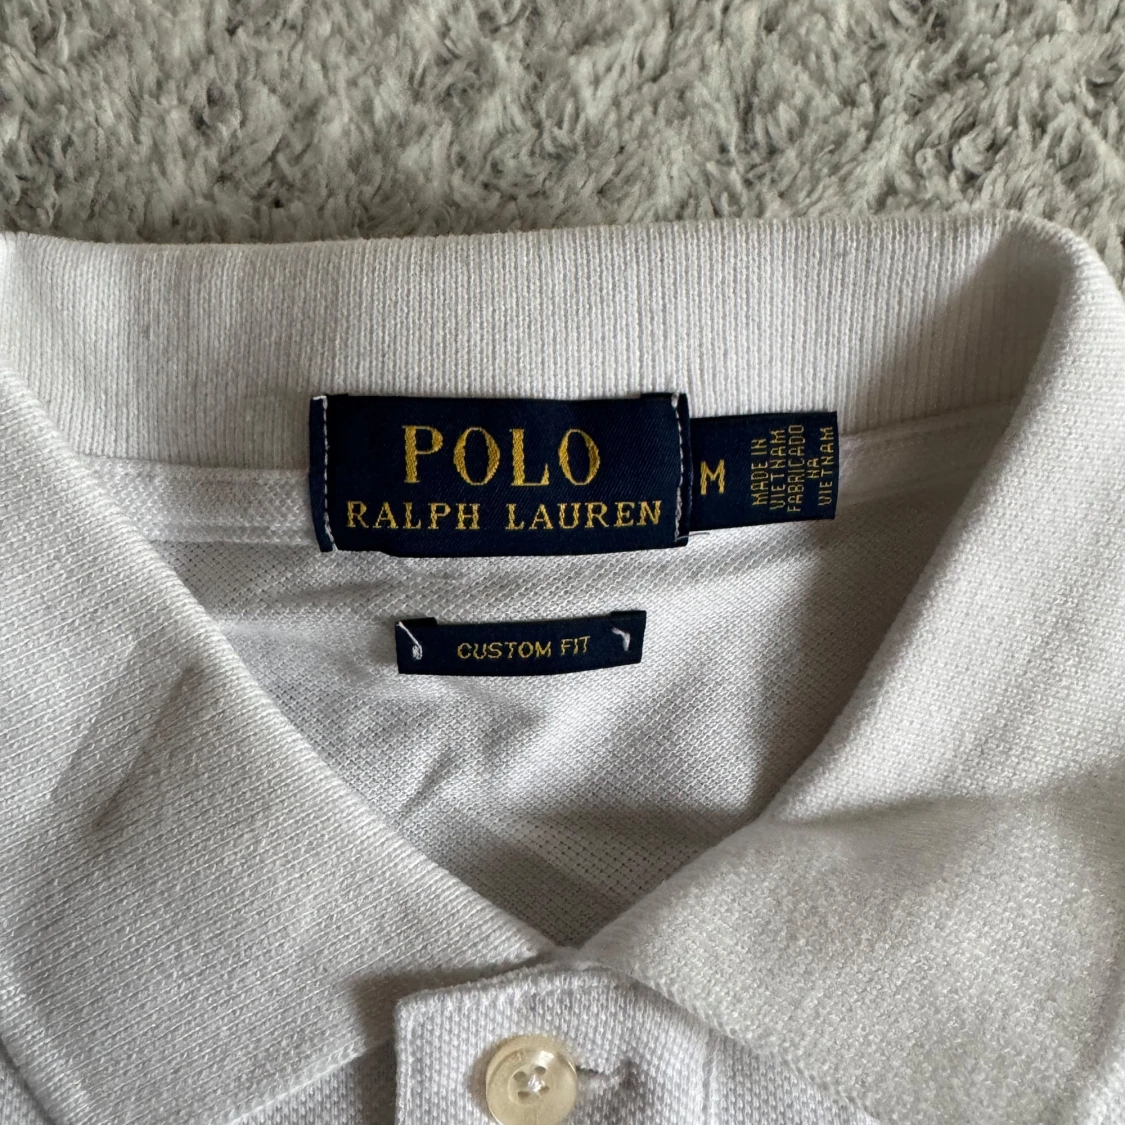 POLO
RALPH LAUREN
M
MADE IN
VIETNAM
FABRICADO
NA
VIETNAM
CUSTOM FIT